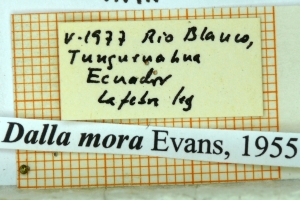 V-1977 Rio Blanco,
Tungurahua
Ecuador
Lafebre leg
Dalla mora Evans, 1955